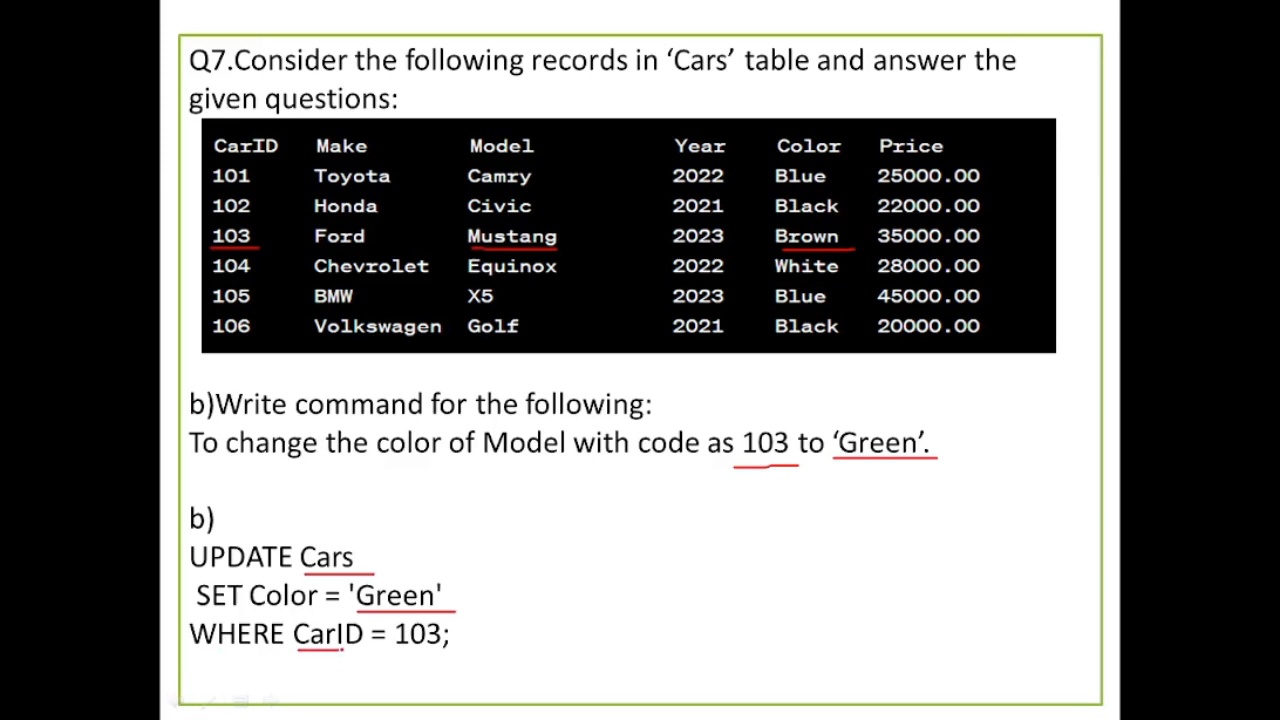 Q7.Consider the following records in ‘Cars’ table and answer the
given questions:
CarID Make Model Year Color Price
101 Toyota Camry 2022 Blue 25000.00
102 Honda Civic 2021 Black 22000.00
103 Ford Mustang 2023 Brown 35000.00
104 Chevrolet Equinox 2022 White 28000.00
105 BMW X5 2023 Blue 45000.00
106 Volkswagen Golf 2021 Black 20000.00
b)Write command for the following:
To change the color of Model with code as 103 to ‘Green’.
b)
UPDATE Cars
SET Color = 'Green'
WHERE CarID = 103;